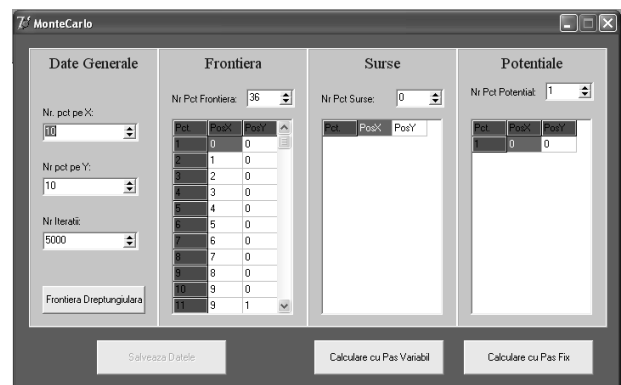 MonteCarlo
Date Generale
Nr. pct pe X:
10
Nr pct pe Y:
10
Nr Iteratii:
5000
Frontiera Dreptungiulara
Frontiera
Nr Pct Frontiera: 36
Pct. PosX PosY
1 0 0
2 1 0
3 2 0
4 3 0
5 4 0
6 5 0
7 6 0
8 7 0
9 8 0
10 9 0
11 9 1
Surse
Nr Pct Surse: 0
Pct. PosX PosY
Potentiale
Nr Pct Potential: 1
Pct. PosX PosY
1 0 0
Salveaza Datele
Calculare cu Pas Variabil
Calculare cu Pas Fix